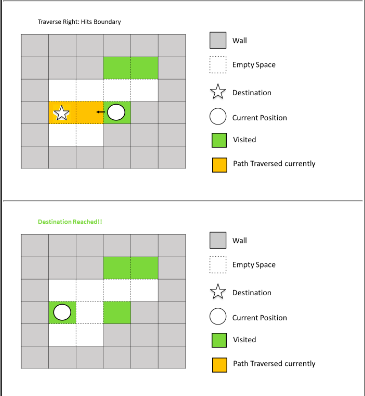 Traverse Right: Hits Boundary
Wall
Empty Space
Destination
Current Position
Visited
Path Traversed currently
Destination Reached!!
Wall
Empty Space
Destination
Current Position
Visited
Path Traversed currently